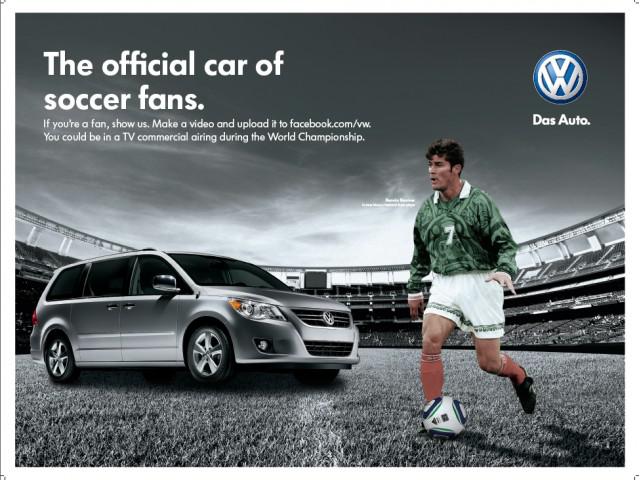 The official car of
soccer fans.
If you're a fan, show us. Make a video and upload it to facebook.com/vw.
You could be in a TV commercial airing during the World Championship.
Das Auto.
7